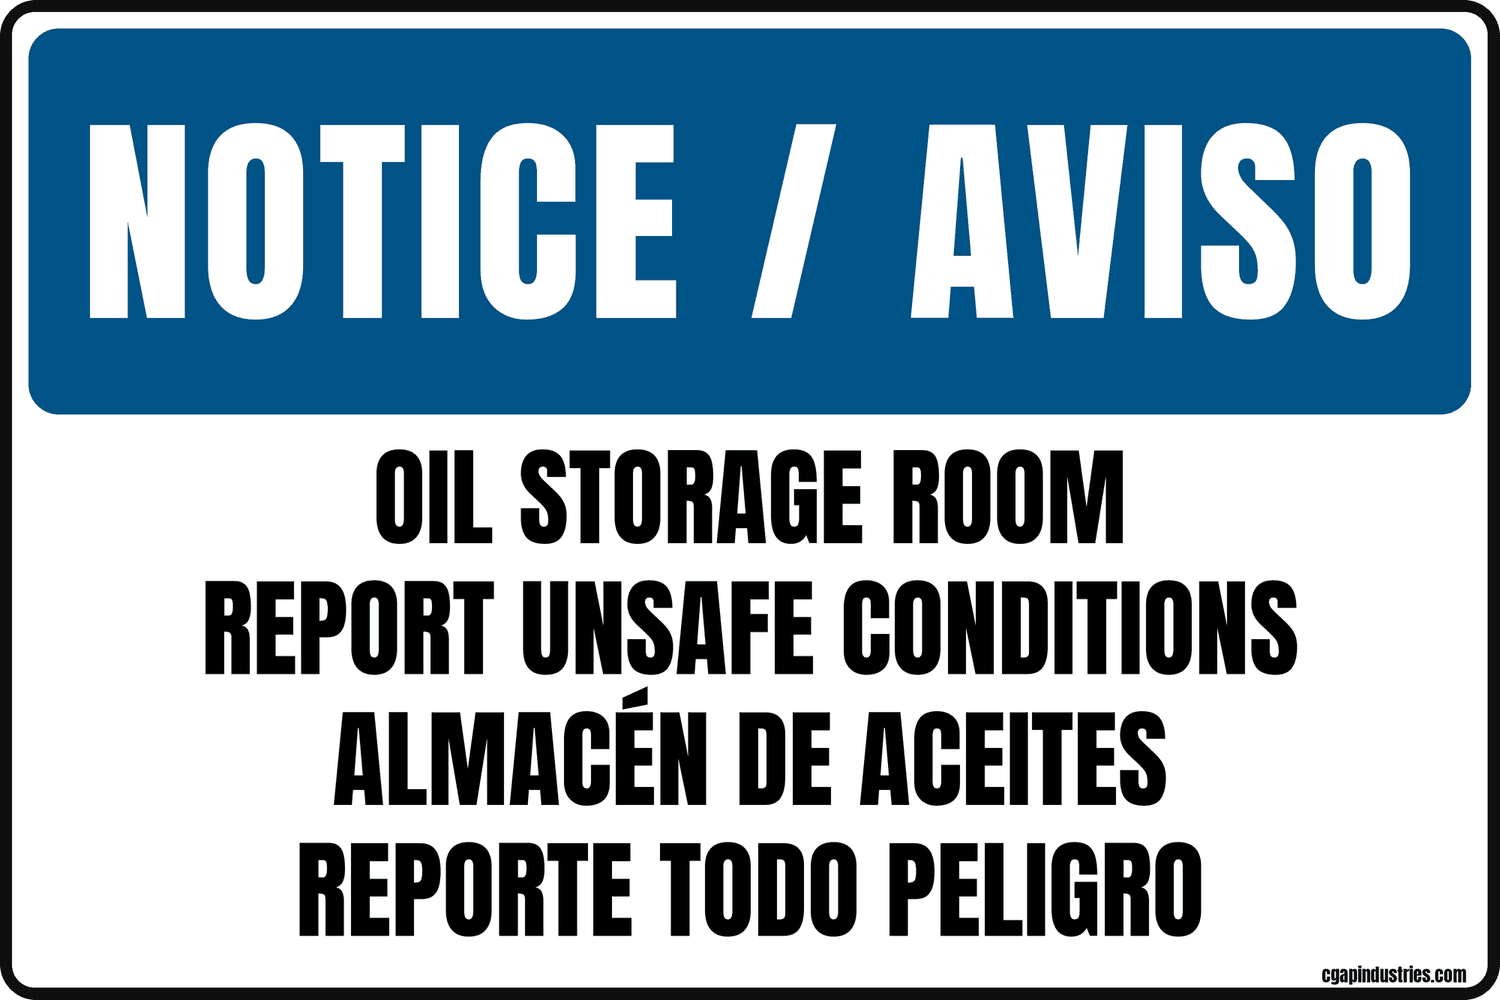 NOTICE / AVISO
OIL STORAGE ROOM
REPORT UNSAFE CONDITIONS
ALMACÉN DE ACEITES
REPORTE TODO PELIGRO
cgapindustries.com